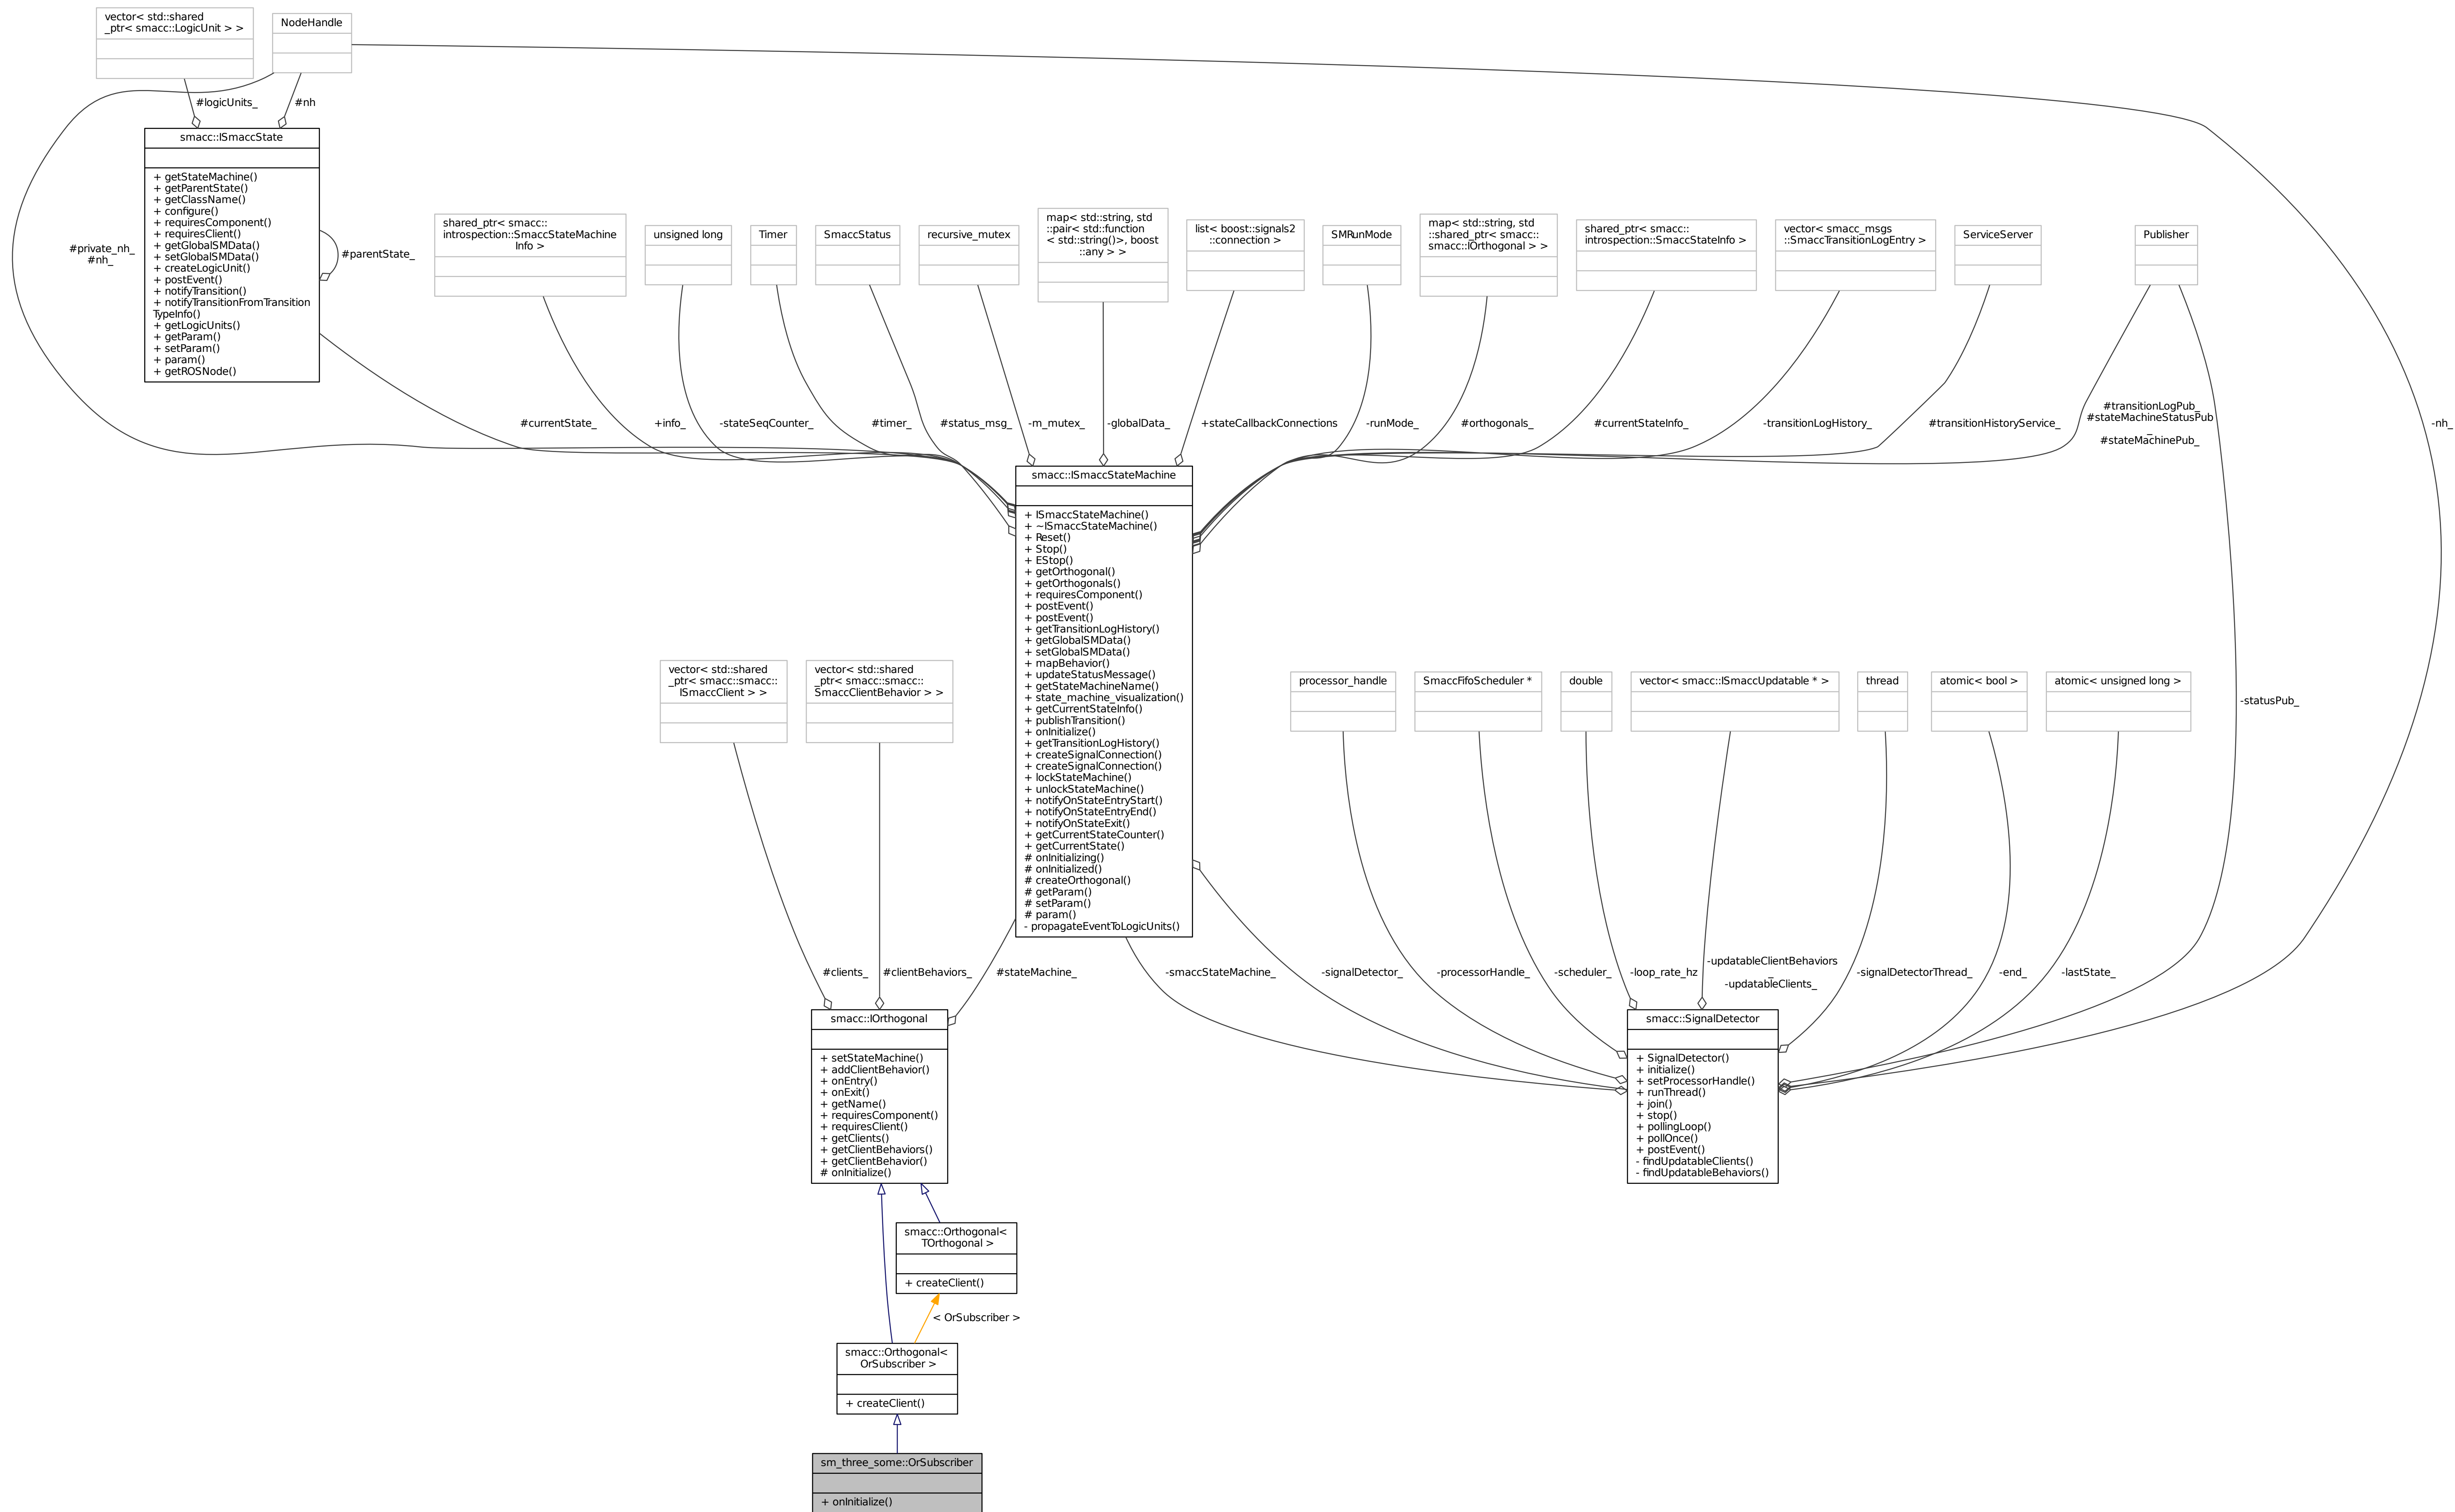 vector< std::shared
_ptr< smacc::LogicUnit > >
NodeHandle
#logicUnits_
#nh
smacc::ISmaccState
+ getStateMachine()
+ getParentState()
+ getClassName()
+ configure()
+ requiresComponent()
+ requiresClient()
+ getGlobalSMData()
+ setGlobalSMData()
+ createLogicUnit()
+ postEvent()
+ notifyTransition()
+ notifyTransitionFromTransition
TypeInfo()
+ getLogicUnits()
+ getParam()
+ setParam()
+ param()
+ getROSNode()
#private_nh_
#nh_
#parentState_
shared_ptr< smacc::
introspection::SmaccStateMachine
Info >
unsigned long
Timer
SmaccStatus
recursive_mutex
map< std::string, std
::pair< std::function
< std::string()>, boost
::any > >
list< boost::signals2
::connection >
SMRunMode
map< std::string, std
::shared_ptr< smacc::
smacc::IOrthogonal > >
shared_ptr< smacc::
introspection::SmaccStateInfo >
vector< smacc_msgs
::SmaccTransitionLogEntry >
ServiceServer
Publisher
#currentState_
+info_
-stateSeqCounter_
#timer_
#status_msg_
-m_mutex_
-globalData_
+stateCallbackConnections
-runMode_
#orthogonals_
#currentStateInfo_
-transitionLogHistory_
#transitionHistoryService_
#transitionLogPub_
#stateMachineStatusPub
_
#stateMachinePub_
-nh_
smacc::ISmaccStateMachine
+ ISmaccStateMachine()
+ ~ISmaccStateMachine()
+ Reset()
+ Stop()
+ EStop()
+ getOrthogonal()
+ getOrthogonals()
+ requiresComponent()
+ postEvent()
+ postEvent()
+ getTransitionLogHistory()
+ getGlobalSMData()
+ setGlobalSMData()
+ mapBehavior()
+ updateStatusMessage()
+ getStateMachineName()
+ state_machine_visualization()
+ getCurrentStateInfo()
+ publishTransition()
+ onInitialize()
+ getTransitionLogHistory()
+ createSignalConnection()
+ createSignalConnection()
+ lockStateMachine()
+ unlockStateMachine()
+ notifyOnStateEntryStart()
+ notifyOnStateEntryEnd()
+ notifyOnStateExit()
+ getCurrentStateCounter()
+ getCurrentState()
# onInitializing()
# onInitialized()
# createOrthogonal()
# getParam()
# setParam()
# param()
- propagateEventToLogicUnits()
vector< std::shared
_ptr< smacc::smacc::
ISmaccClient > >
vector< std::shared
_ptr< smacc::smacc::
SmaccClientBehavior > >
processor_handle
SmaccFifoScheduler *
double
vector< smacc::ISmaccUpdatable * >
thread
atomic< bool >
atomic< unsigned long >
-statusPub_
#clients_
#clientBehaviors_
#stateMachine_
-smaccStateMachine_
-signalDetector_
-processorHandle_
-scheduler_
-loop_rate_hz
-updatableClientBehaviors
_
-updatableClients_
-signalDetectorThread_
-end_
-lastState_
smacc::IOrthogonal
+ setStateMachine()
+ addClientBehavior()
+ onEntry()
+ onExit()
+ getName()
+ requiresComponent()
+ requiresClient()
+ getClients()
+ getClientBehaviors()
+ getClientBehavior()
# onInitialize()
smacc::SignalDetector
+ SignalDetector()
+ initialize()
+ setProcessorHandle()
+ runThread()
+ join()
+ stop()
+ pollingLoop()
+ pollOnce()
+ postEvent()
- findUpdatableClients()
- findUpdatableBehaviors()
smacc::Orthogonal<
TOrthogonal >
+ createClient()
< OrSubscriber >
smacc::Orthogonal<
OrSubscriber >
+ createClient()
sm_three_some::OrSubscriber
+ onInitialize()